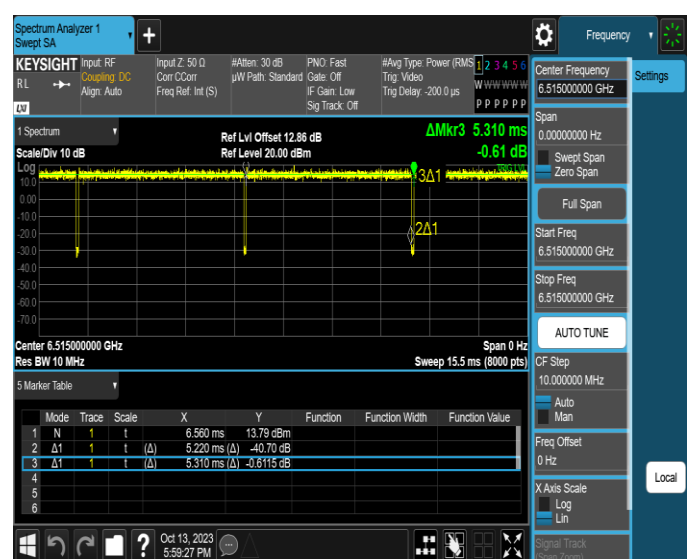 Spectrum Analyzer 1
Swept SA
+
Frequency
KEYSIGHT
RL
LXI
Input: RF
Coupling: DC
Align: Auto
Input Z: 50 Ω
Corr CCorr
Freq Ref: Int (S)
#Atten: 30 dB
µW Path: Standard
PNO: Fast
Gate: Off
IF Gain: Low
Sig Track: Off
#Avg Type: Power (RMS
Trig: Video
Trig Delay: -200.0 µs
1 2 3 4 5 6
W W W W W W
P P P P P P
Center Frequency
6.515000000 GHz
Settings
Span
0.00000000 Hz
Swept Span
Zero Span
Full Span
Start Freq
6.515000000 GHz
Stop Freq
6.515000000 GHz
AUTO TUNE
CF Step
10.000000 MHz
Auto
Man
Freq Offset
0 Hz
X Axis Scale
Log
Lin
Signal Track
(Span Zoom)
Local
1 Spectrum
Scale/Div 10 dB
Ref Lvl Offset 12.86 dB
Ref Level 20.00 dBm
ΔMkr3 5.310 ms
-0.61 dB
Log
TRIG LVL
10.0
0.00
-10.0
-20.0
-30.0
-40.0
-50.0
-60.0
-70.0
3Δ1
2Δ1
Center 6.515000000 GHz
Res BW 10 MHz
Span 0 Hz
Sweep 15.5 ms (8000 pts)
5 Marker Table
Mode Trace Scale X Y Function Function Width Function Value
1 N 1 t 6.560 ms 13.79 dBm
2 Δ1 1 t (Δ) 5.220 ms (Δ) -40.70 dB
3 Δ1 1 t (Δ) 5.310 ms (Δ) -0.6115 dB
4
5
6
?
Oct 13, 2023
5:59:27 PM